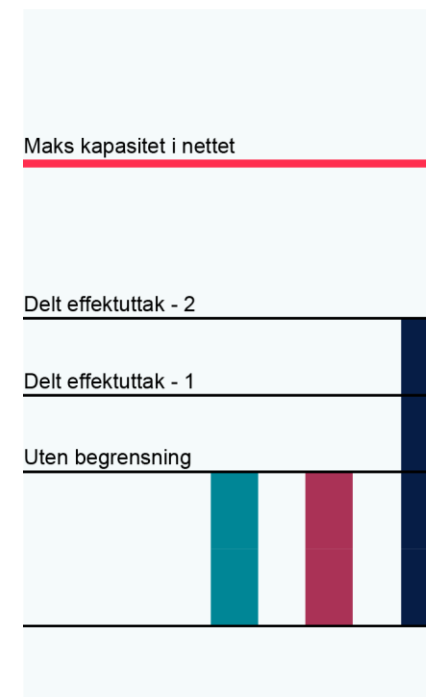 Maks kapasitet i nettet
Delt effektuttak - 2
Delt effektuttak - 1
Uten begrensning